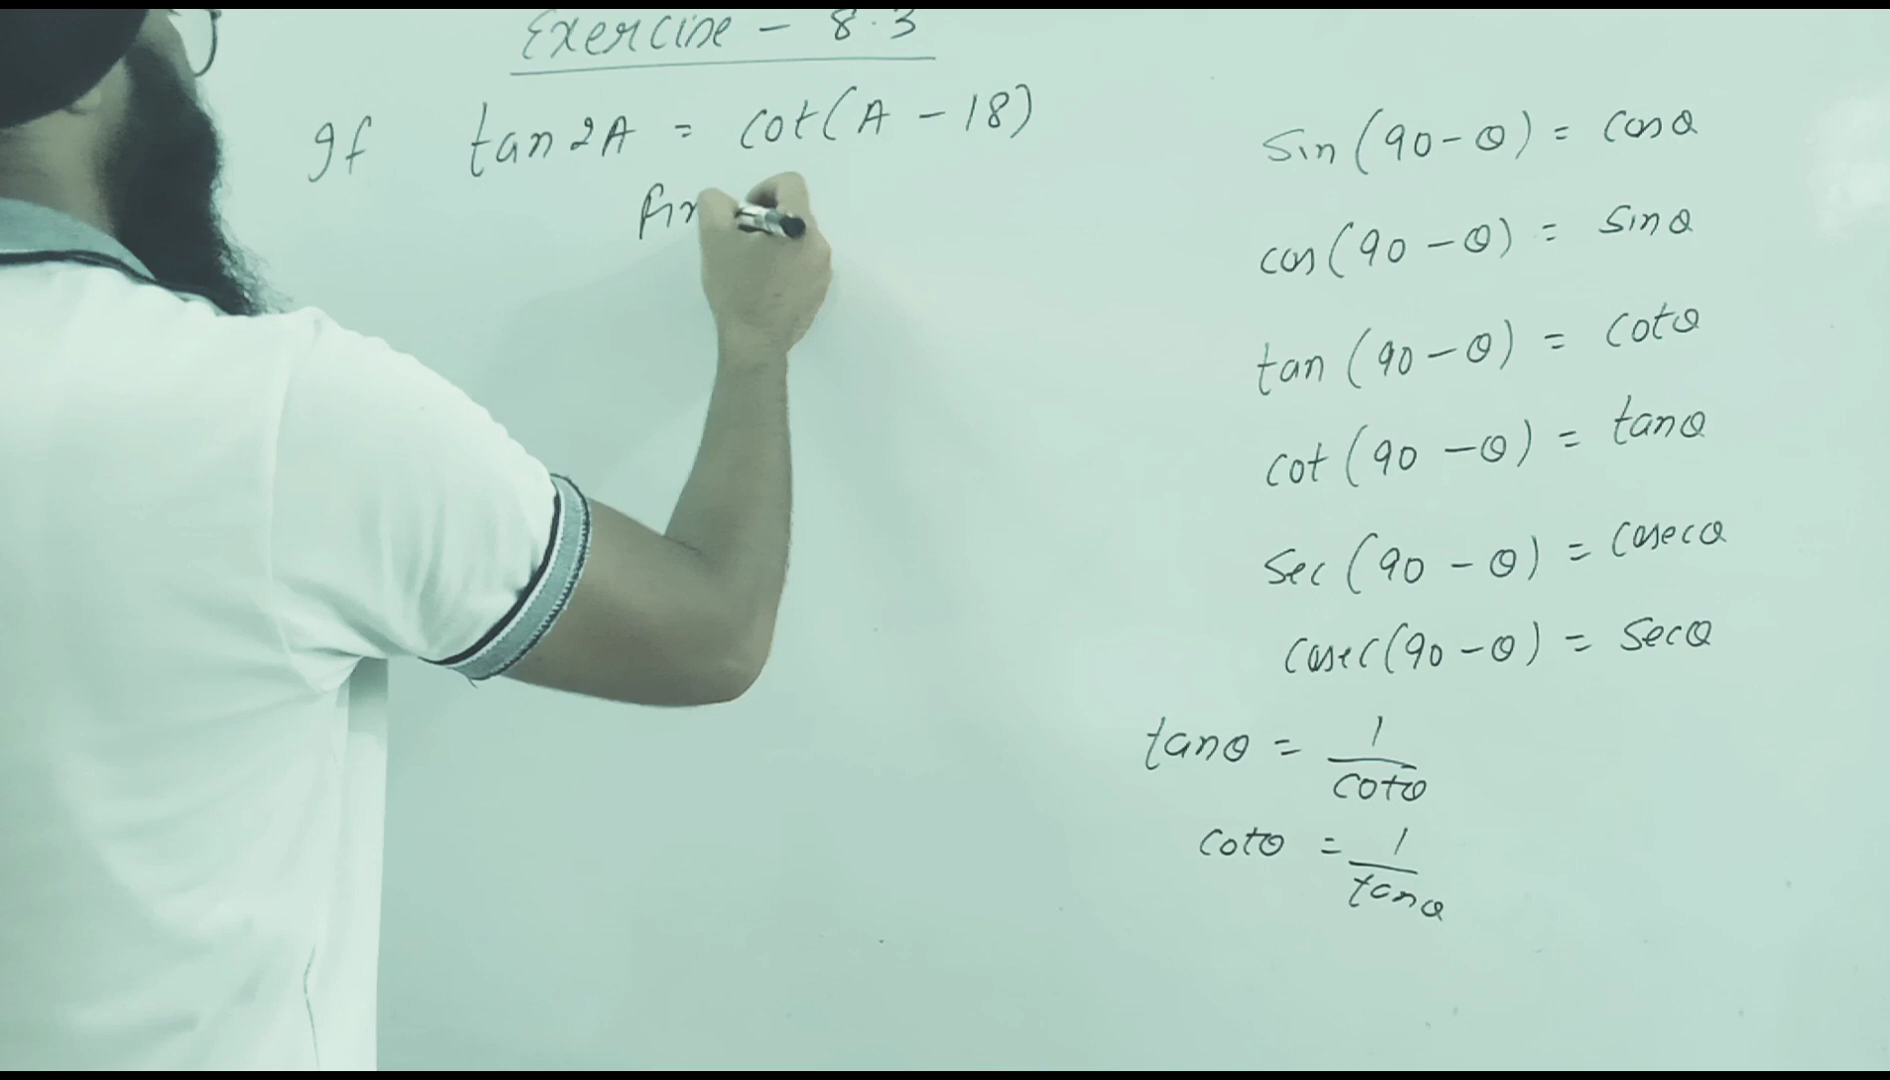 Exercise - 8.3
If tan 2A = cot(A - 18)
sin(90-θ) = cosθ
cos(90-θ) = sinθ
tan(90-θ) = cotθ
cot(90-θ) = tanθ
sec(90-θ) = cosecθ
cosec(90-θ) = secθ
tanθ = 1/cotθ
cotθ = 1/tanθ